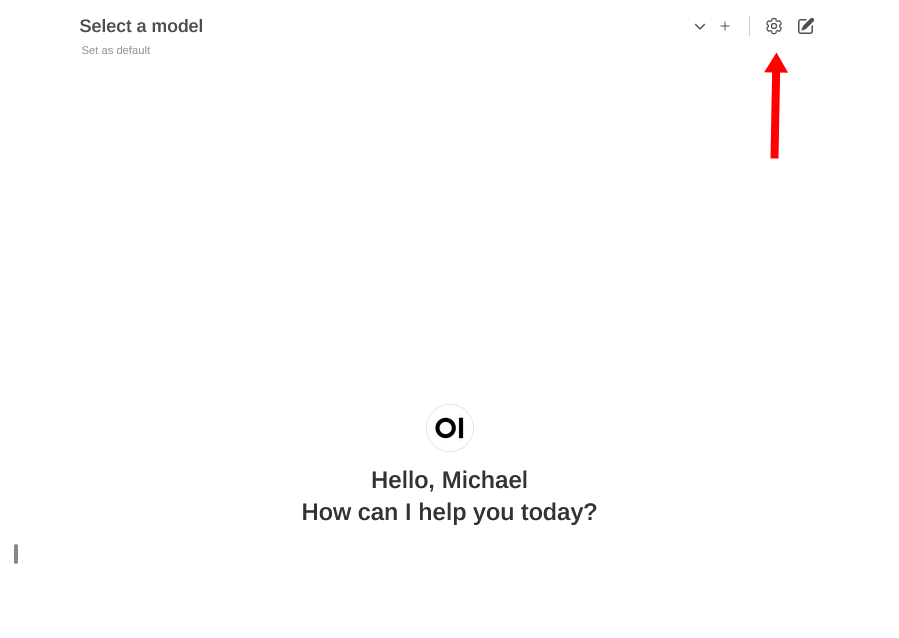 Select a model
Set as default
OI
Hello, Michael
How can I help you today?